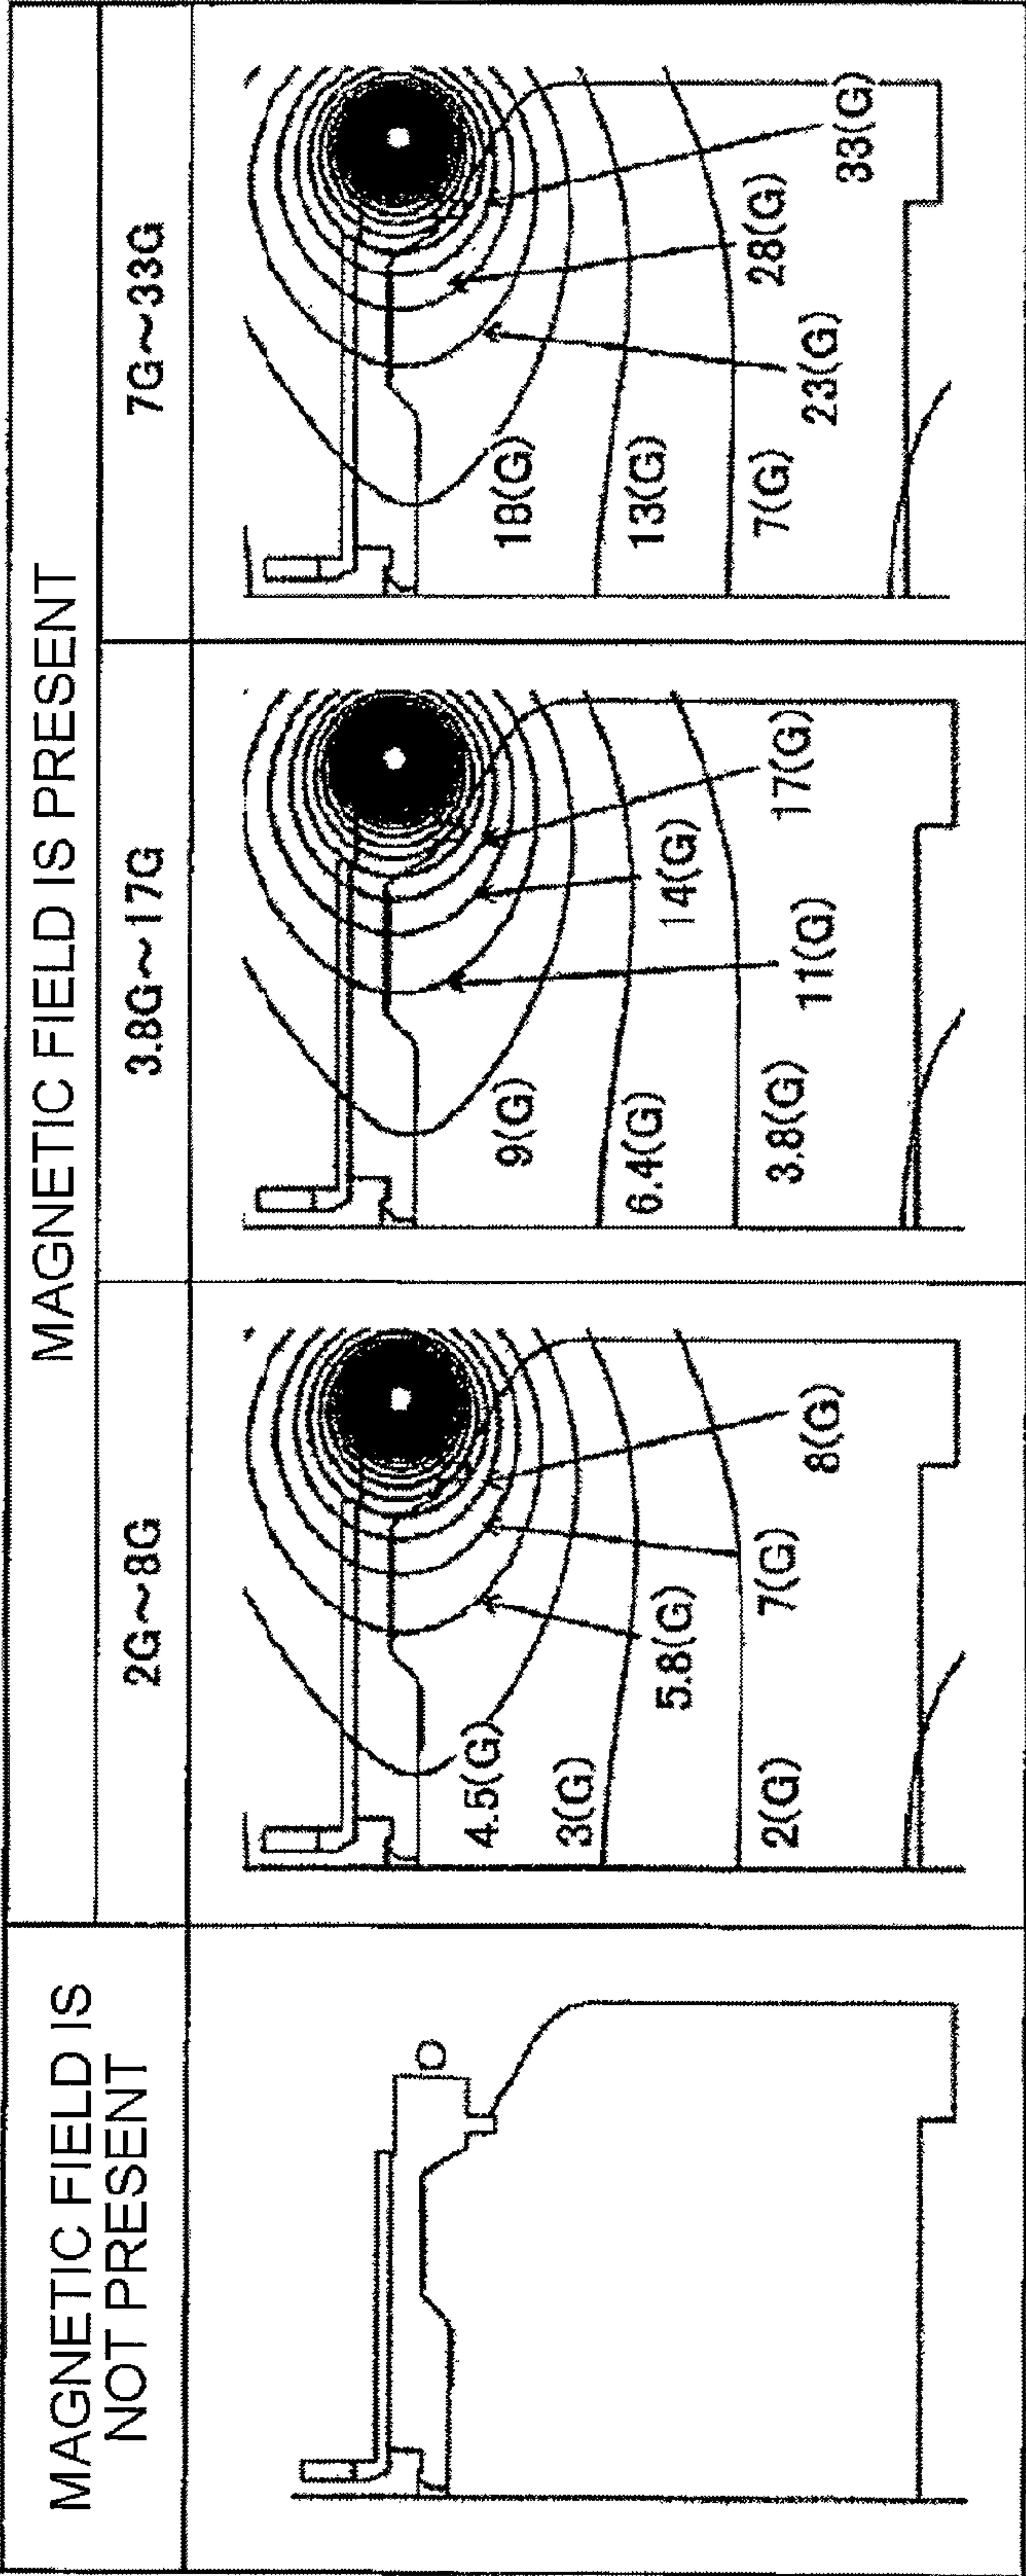 MAGNETIC FIELD IS
NOT PRESENT
MAGNETIC FIELD IS PRESENT
2G~8G
3.8G~17G
7G~33G
4.5(G)
3(G)
2(G)
5.8(G)
7(G)
8(G)
9(G)
6.4(G)
3.8(G)
11(G)
14(G)
17(G)
18(G)
13(G)
7(G)
23(G)
28(G)
33(G)